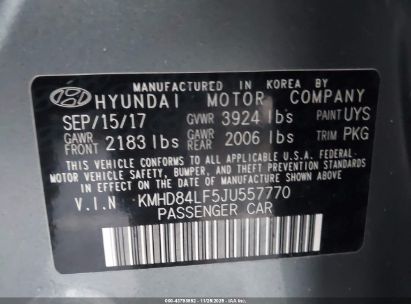 MANUFACTURED IN KOREA BY
HYUNDAI MOTOR COMPANY
SEP/15/17 GVWR 3924 lbs PAINT UYS
GAWR FRONT 2183 lbs GAWR REAR 2006 lbs TRIM PKG
THIS VEHICLE CONFORMS TO ALL APPLICABLE U.S.A. FEDERAL
MOTOR VEHICLE SAFETY, BUMPER, AND THEFT PREVENTION
STANDARDS IN EFFECT ON THE DATE OF MANUFACTURE SHOWN ABOVE.
V.I.N KMHD84LF5JU557770
PASSENGER CAR